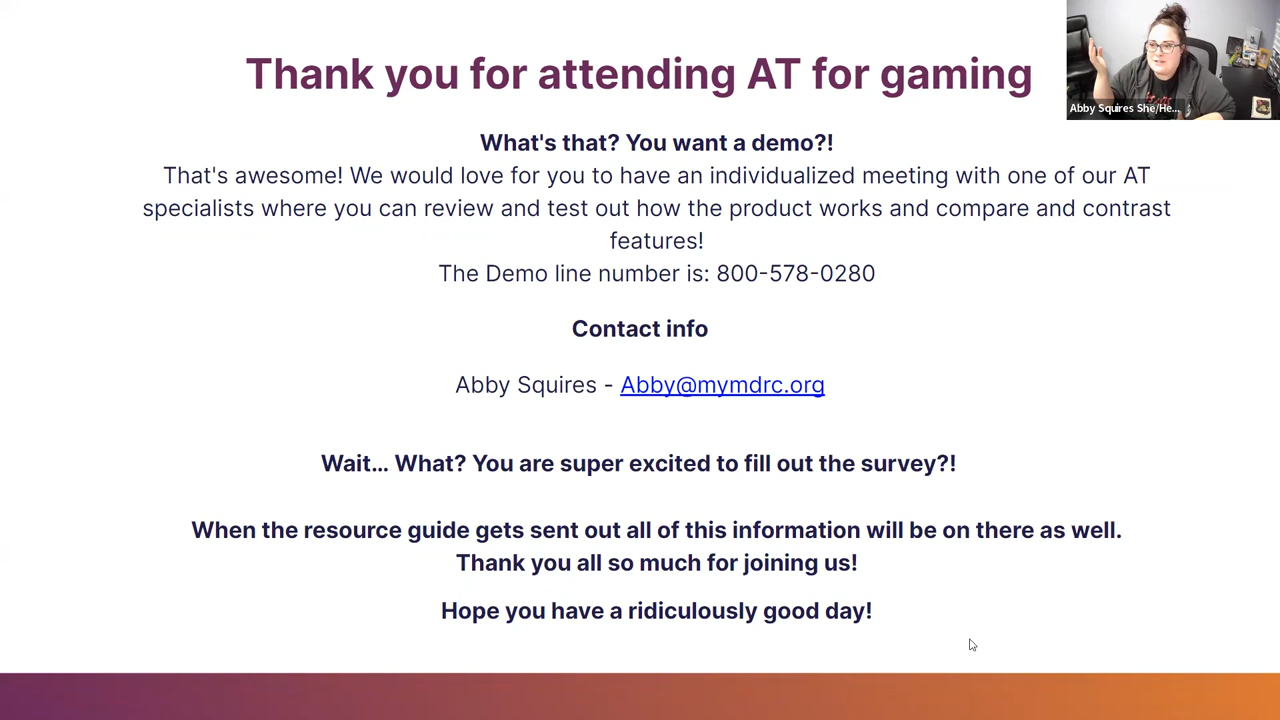 Thank you for attending AT for gaming
Abby Squires She/He...
What's that? You want a demo?!
That's awesome! We would love for you to have an individualized meeting with one of our AT
specialists where you can review and test out how the product works and compare and contrast
features!
The Demo line number is: 800-578-0280
Contact info
Abby Squires - Abby@mymdrc.org
Wait... What? You are super excited to fill out the survey?!
When the resource guide gets sent out all of this information will be on there as well.
Thank you all so much for joining us!
Hope you have a ridiculously good day!